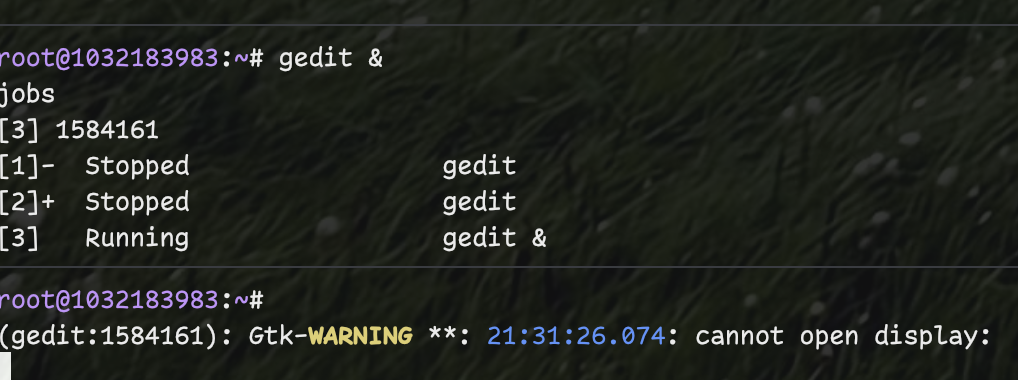 root@1032183983:~# gedit &
jobs
[3] 1584161
[1]-  Stopped                 gedit
[2]+  Stopped                 gedit
[3]   Running                 gedit &
root@1032183983:~#
(gedit:1584161): Gtk-WARNING **: 21:31:26.074: cannot open display: